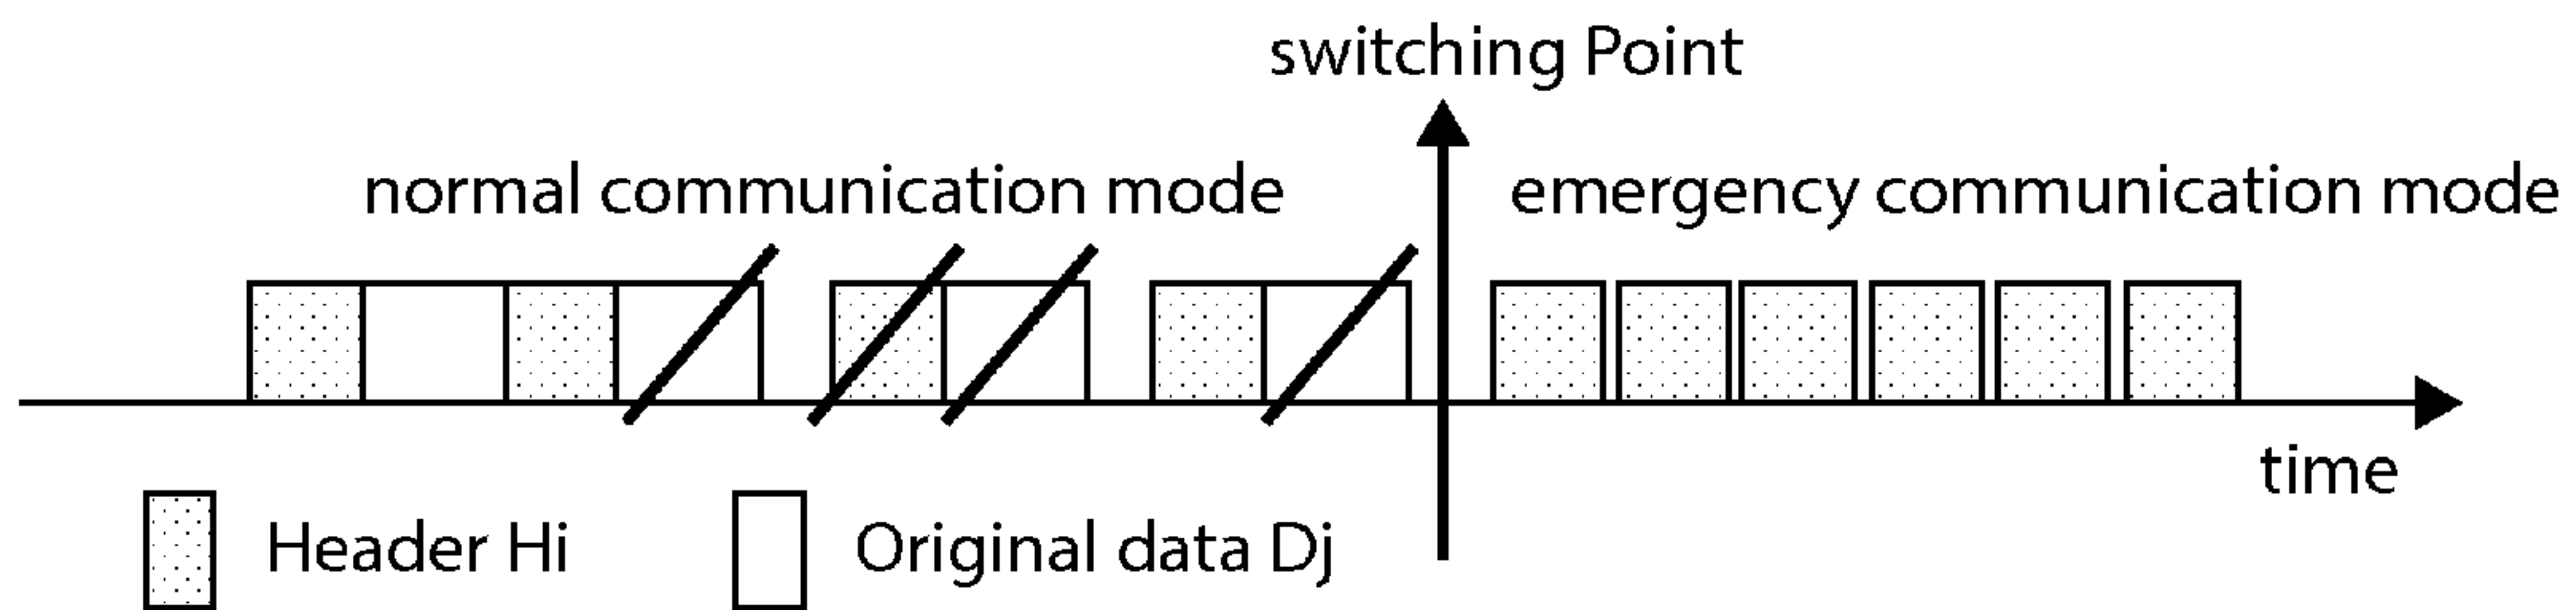 switching Point
normal communication mode
emergency communication mode
time
Header Hi
Original data Dj